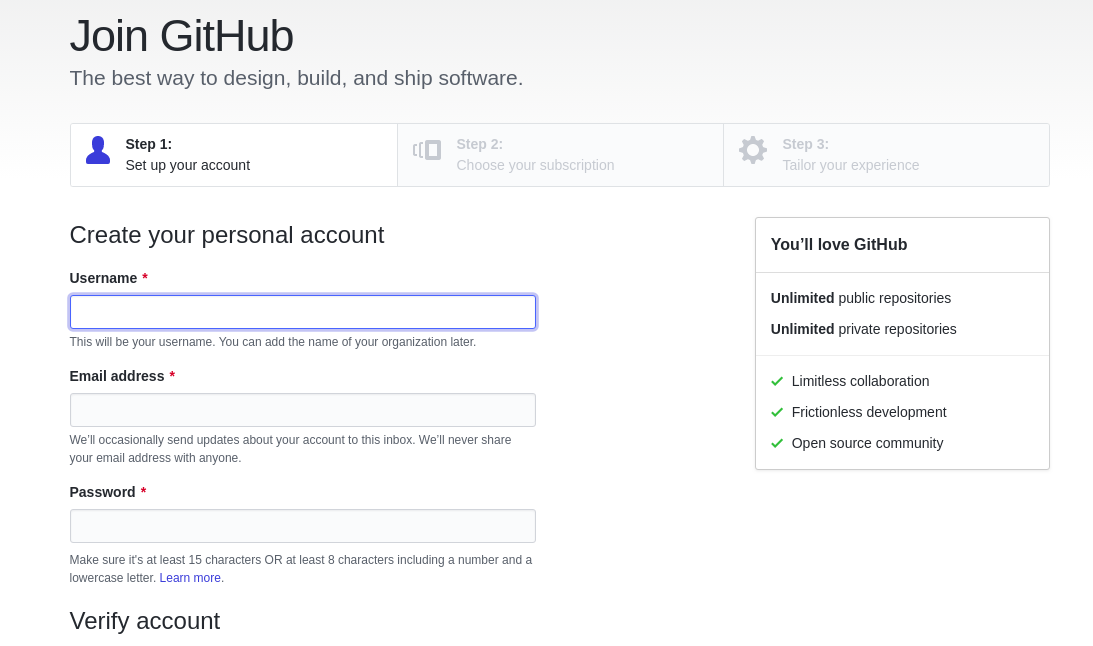 Join GitHub
The best way to design, build, and ship software.
Step 1:
Set up your account
Step 2:
Choose your subscription
Step 3:
Tailor your experience
Create your personal account
Username *
This will be your username. You can add the name of your organization later.
Email address *
We’ll occasionally send updates about your account to this inbox. We’ll never share
your email address with anyone.
Password *
Make sure it's at least 15 characters OR at least 8 characters including a number and a
lowercase letter. Learn more.
Verify account
You’ll love GitHub
Unlimited public repositories
Unlimited private repositories
Limitless collaboration
Frictionless development
Open source community